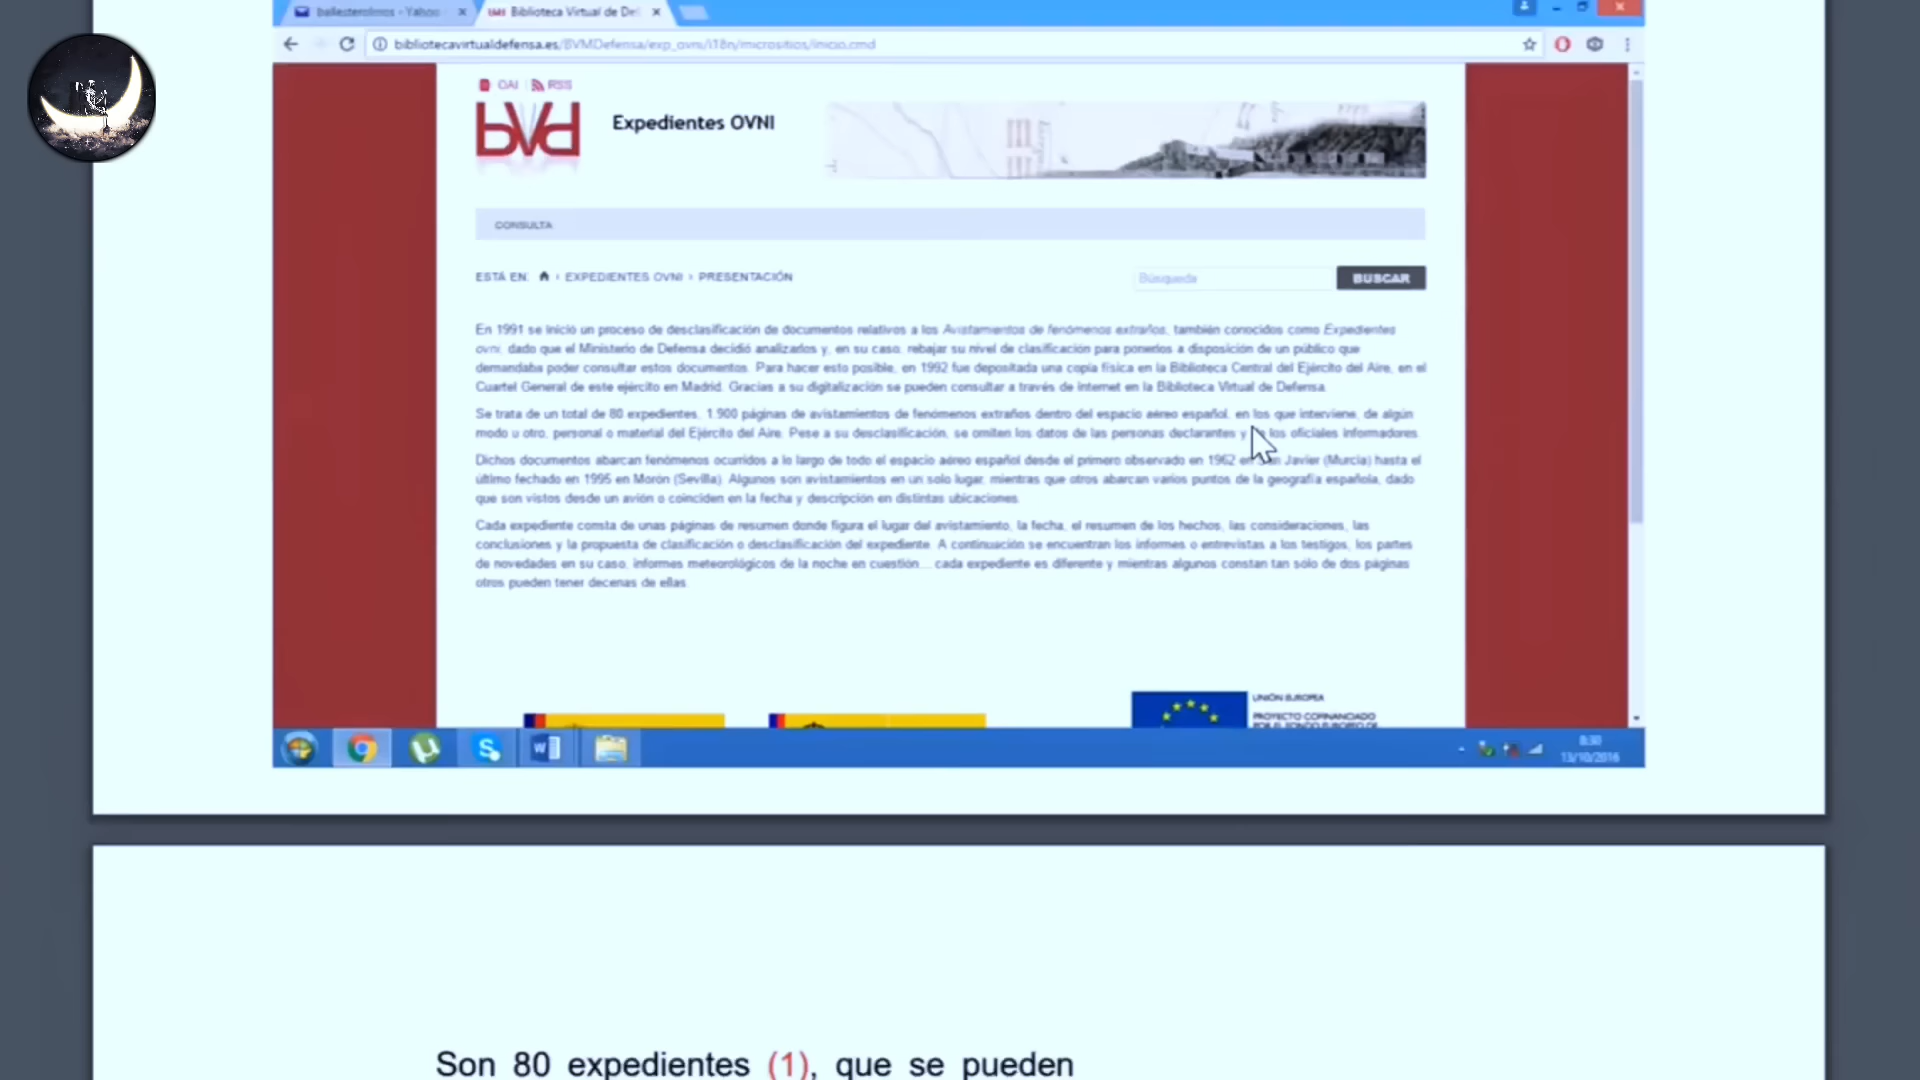 ballesterolmos - Yahoo
Biblioteca Virtual de De
bibliotecavirtualdefensa.es/BVMDefensa/exp_ovni/i18n/micrositios/inicio.cmd
OAI RSS
bVd
Expedientes OVNI
CONSULTA
ESTÁ EN: › EXPEDIENTES OVNI › PRESENTACIÓN
Búsqueda
BUSCAR
En 1991 se inició un proceso de desclasificación de documentos relativos a los Avistamientos de fenómenos extraños, también conocidos como Expedientes
ovni, dado que el Ministerio de Defensa decidió analizarlos y, en su caso, rebajar su nivel de clasificación para ponerlos a disposición de un público que
demandaba poder consultar estos documentos. Para hacer esto posible, en 1992 fue depositada una copia física en la Biblioteca Central del Ejército del Aire, en el
Cuartel General de este ejército en Madrid. Gracias a su digitalización se pueden consultar a través de Internet en la Biblioteca Virtual de Defensa.
Se trata de un total de 80 expedientes, 1.900 páginas de avistamientos de fenómenos extraños dentro del espacio aéreo español, en los que interviene, de algún
modo u otro, personal o material del Ejército del Aire. Pese a su desclasificación, se omiten los datos de las personas declarantes y los oficiales informadores.
Dichos documentos abarcan fenómenos ocurridos a lo largo de todo el espacio aéreo español desde el primero observado en 1962 en San Javier (Murcia) hasta el
último fechado en 1995 en Morón (Sevilla). Algunos son avistamientos en un solo lugar, mientras que otros abarcan varios puntos de la geografía española, dado
que son vistos desde un avión o coinciden en la fecha y descripción en distintas ubicaciones.
Cada expediente consta de unas páginas de resumen donde figura el lugar del avistamiento, la fecha, el resumen de los hechos, las consideraciones, las
conclusiones y la propuesta de clasificación o desclasificación del expediente. A continuación se encuentran los informes o entrevistas a los testigos, los partes
de novedades en su caso, informes meteorológicos de la noche en cuestión... cada expediente es diferente y mientras algunos constan tan sólo de dos páginas
otros pueden tener decenas de ellas.
UNIÓN EUROPEA
PROYECTO COFINANCIADO
POR EL FONDO EUROPEO DE
8:30
13/10/2016
Son 80 expedientes (1), que se pueden